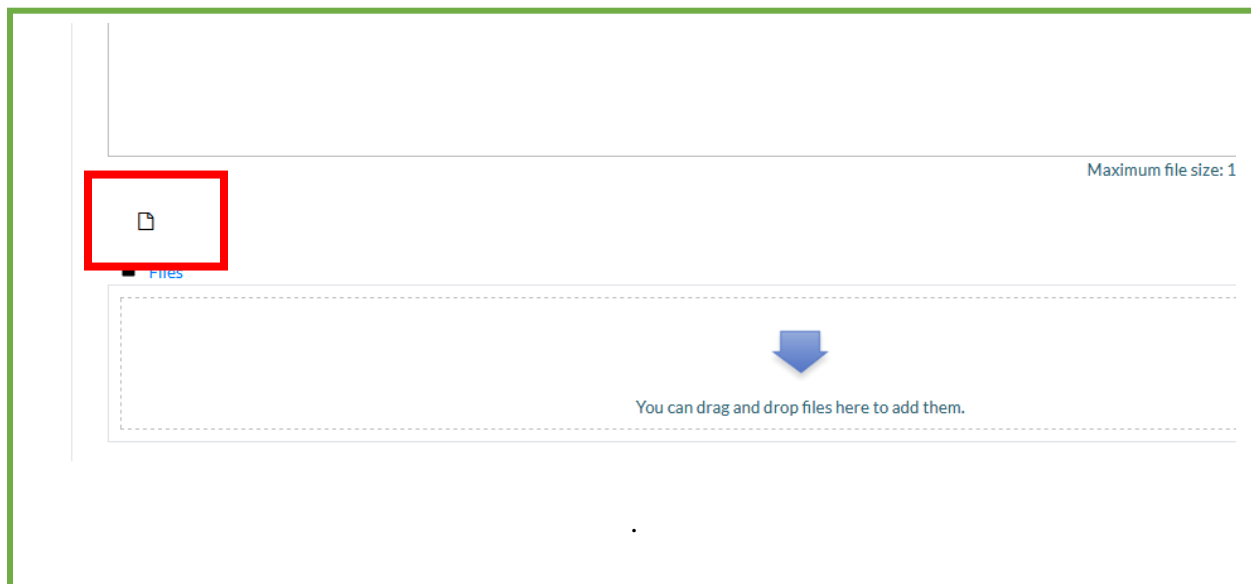 Maximum file size: 1
Files
You can drag and drop files here to add them.
.